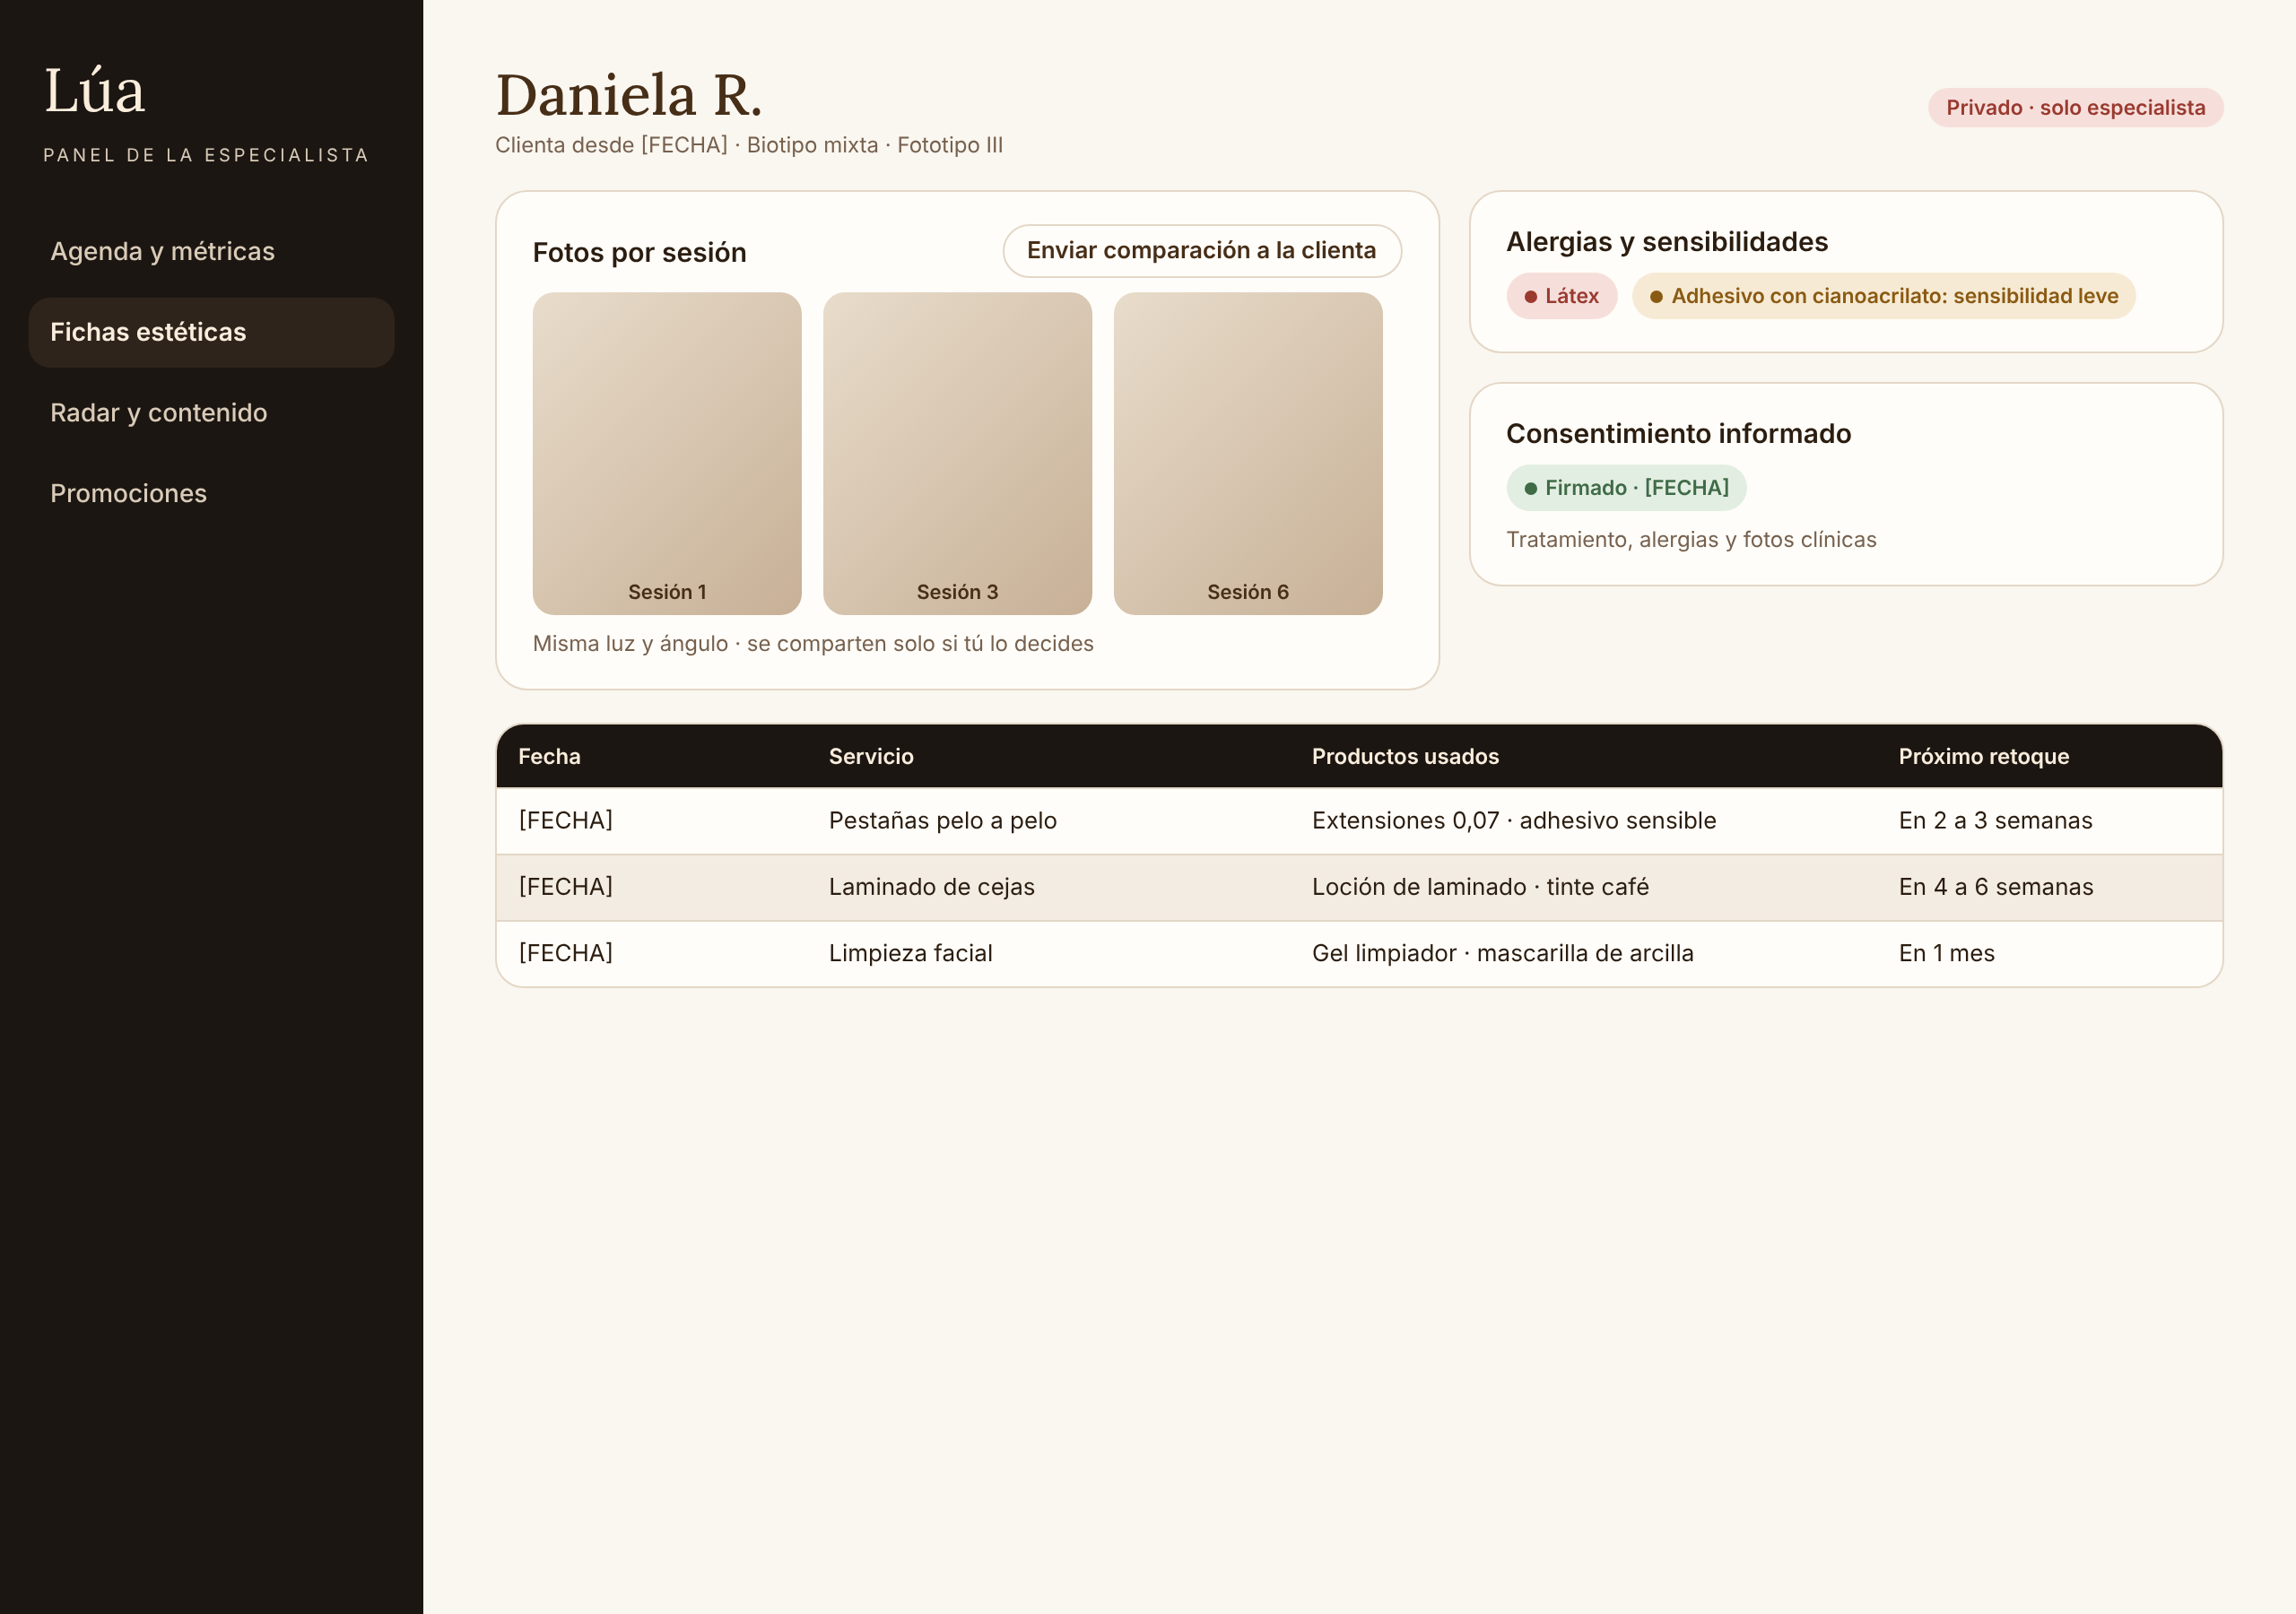 Lúa
PANEL DE LA ESPECIALISTA
Agenda y métricas
Fichas estéticas
Radar y contenido
Promociones
Daniela R.
Clienta desde [FECHA] · Biotipo mixta · Fototipo III
Privado · solo especialista
Fotos por sesión
Enviar comparación a la clienta
Sesión 1
Sesión 3
Sesión 6
Misma luz y ángulo · se comparten solo si tú lo decides
Alergias y sensibilidades
Látex
Adhesivo con cianoacrilato: sensibilidad leve
Consentimiento informado
Firmado · [FECHA]
Tratamiento, alergias y fotos clínicas
Fecha Servicio Productos usados Próximo retoque
[FECHA] Pestañas pelo a pelo Extensiones 0,07 · adhesivo sensible En 2 a 3 semanas
[FECHA] Laminado de cejas Loción de laminado · tinte café En 4 a 6 semanas
[FECHA] Limpieza facial Gel limpiador · mascarilla de arcilla En 1 mes